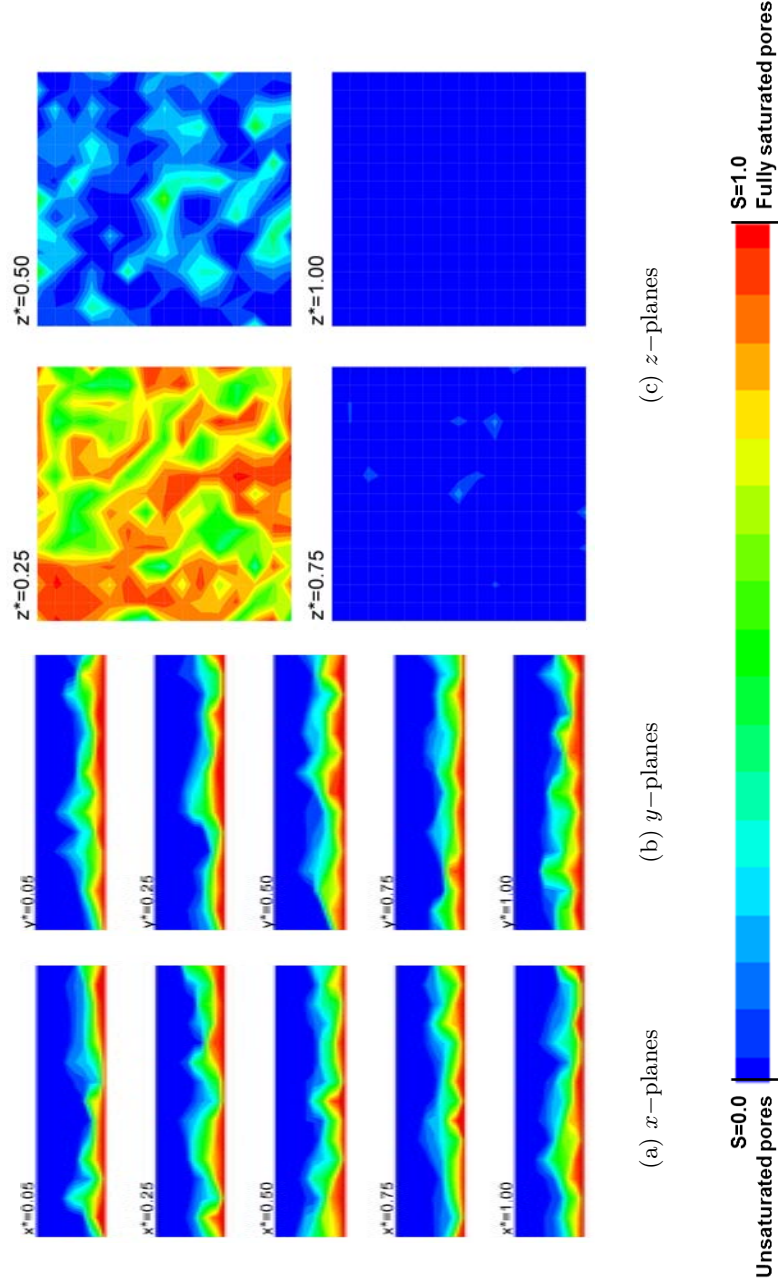 x*=0.05
x*=0.25
x*=0.50
x*=0.75
x*=1.00
(a) x−planes
y*=0.05
y*=0.25
y*=0.50
y*=0.75
y*=1.00
(b) y−planes
z*=0.25
z*=0.50
z*=0.75
z*=1.00
(c) z−planes
S=0.0
Unsaturated pores
S=1.0
Fully saturated pores